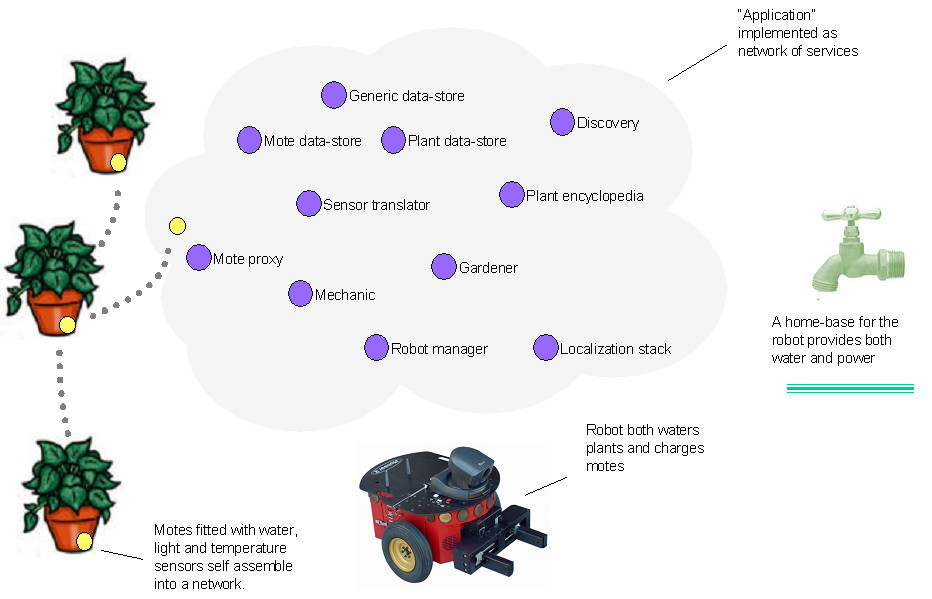 "Application"
implemented as
network of services
Generic data-store
Mote data-store
Plant data-store
Discovery
Sensor translator
Plant encyclopedia
Mote proxy
Gardener
Mechanic
Robot manager
Localization stack
A home-base for the
robot provides both
water and power
Robot both waters
plants and charges
motes
Motes fitted with water,
light and temperature
sensors self assemble
into a network.